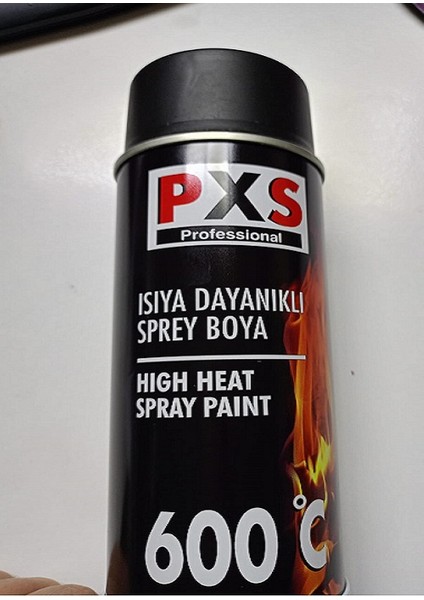 PXS
Professional
ISIYA DAYANIKLI
SPREY BOYA
HIGH HEAT
SPRAY PAINT
600°C